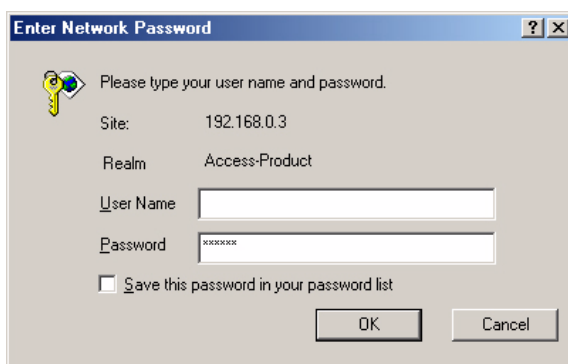 Enter Network Password
Please type your user name and password.
Site: 192.168.0.3
Realm Access-Product
User Name
Password xxxxxx
Save this password in your password list
OK Cancel